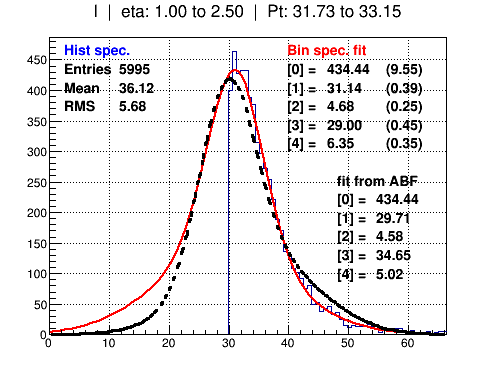 I | eta: 1.00 to 2.50 | Pt: 31.73 to 33.15
Hist spec.
Entries 5995
Mean 36.12
RMS 5.68
Bin spec. fit
[0] = 434.44 (9.55)
[1] = 31.14 (0.39)
[2] = 4.68 (0.25)
[3] = 29.00 (0.45)
[4] = 6.35 (0.35)
fit from ABF
[0] = 434.44
[1] = 29.71
[2] = 4.58
[3] = 34.65
[4] = 5.02
450
400
350
300
250
200
150
100
50
0
0 10 20 30 40 50 60